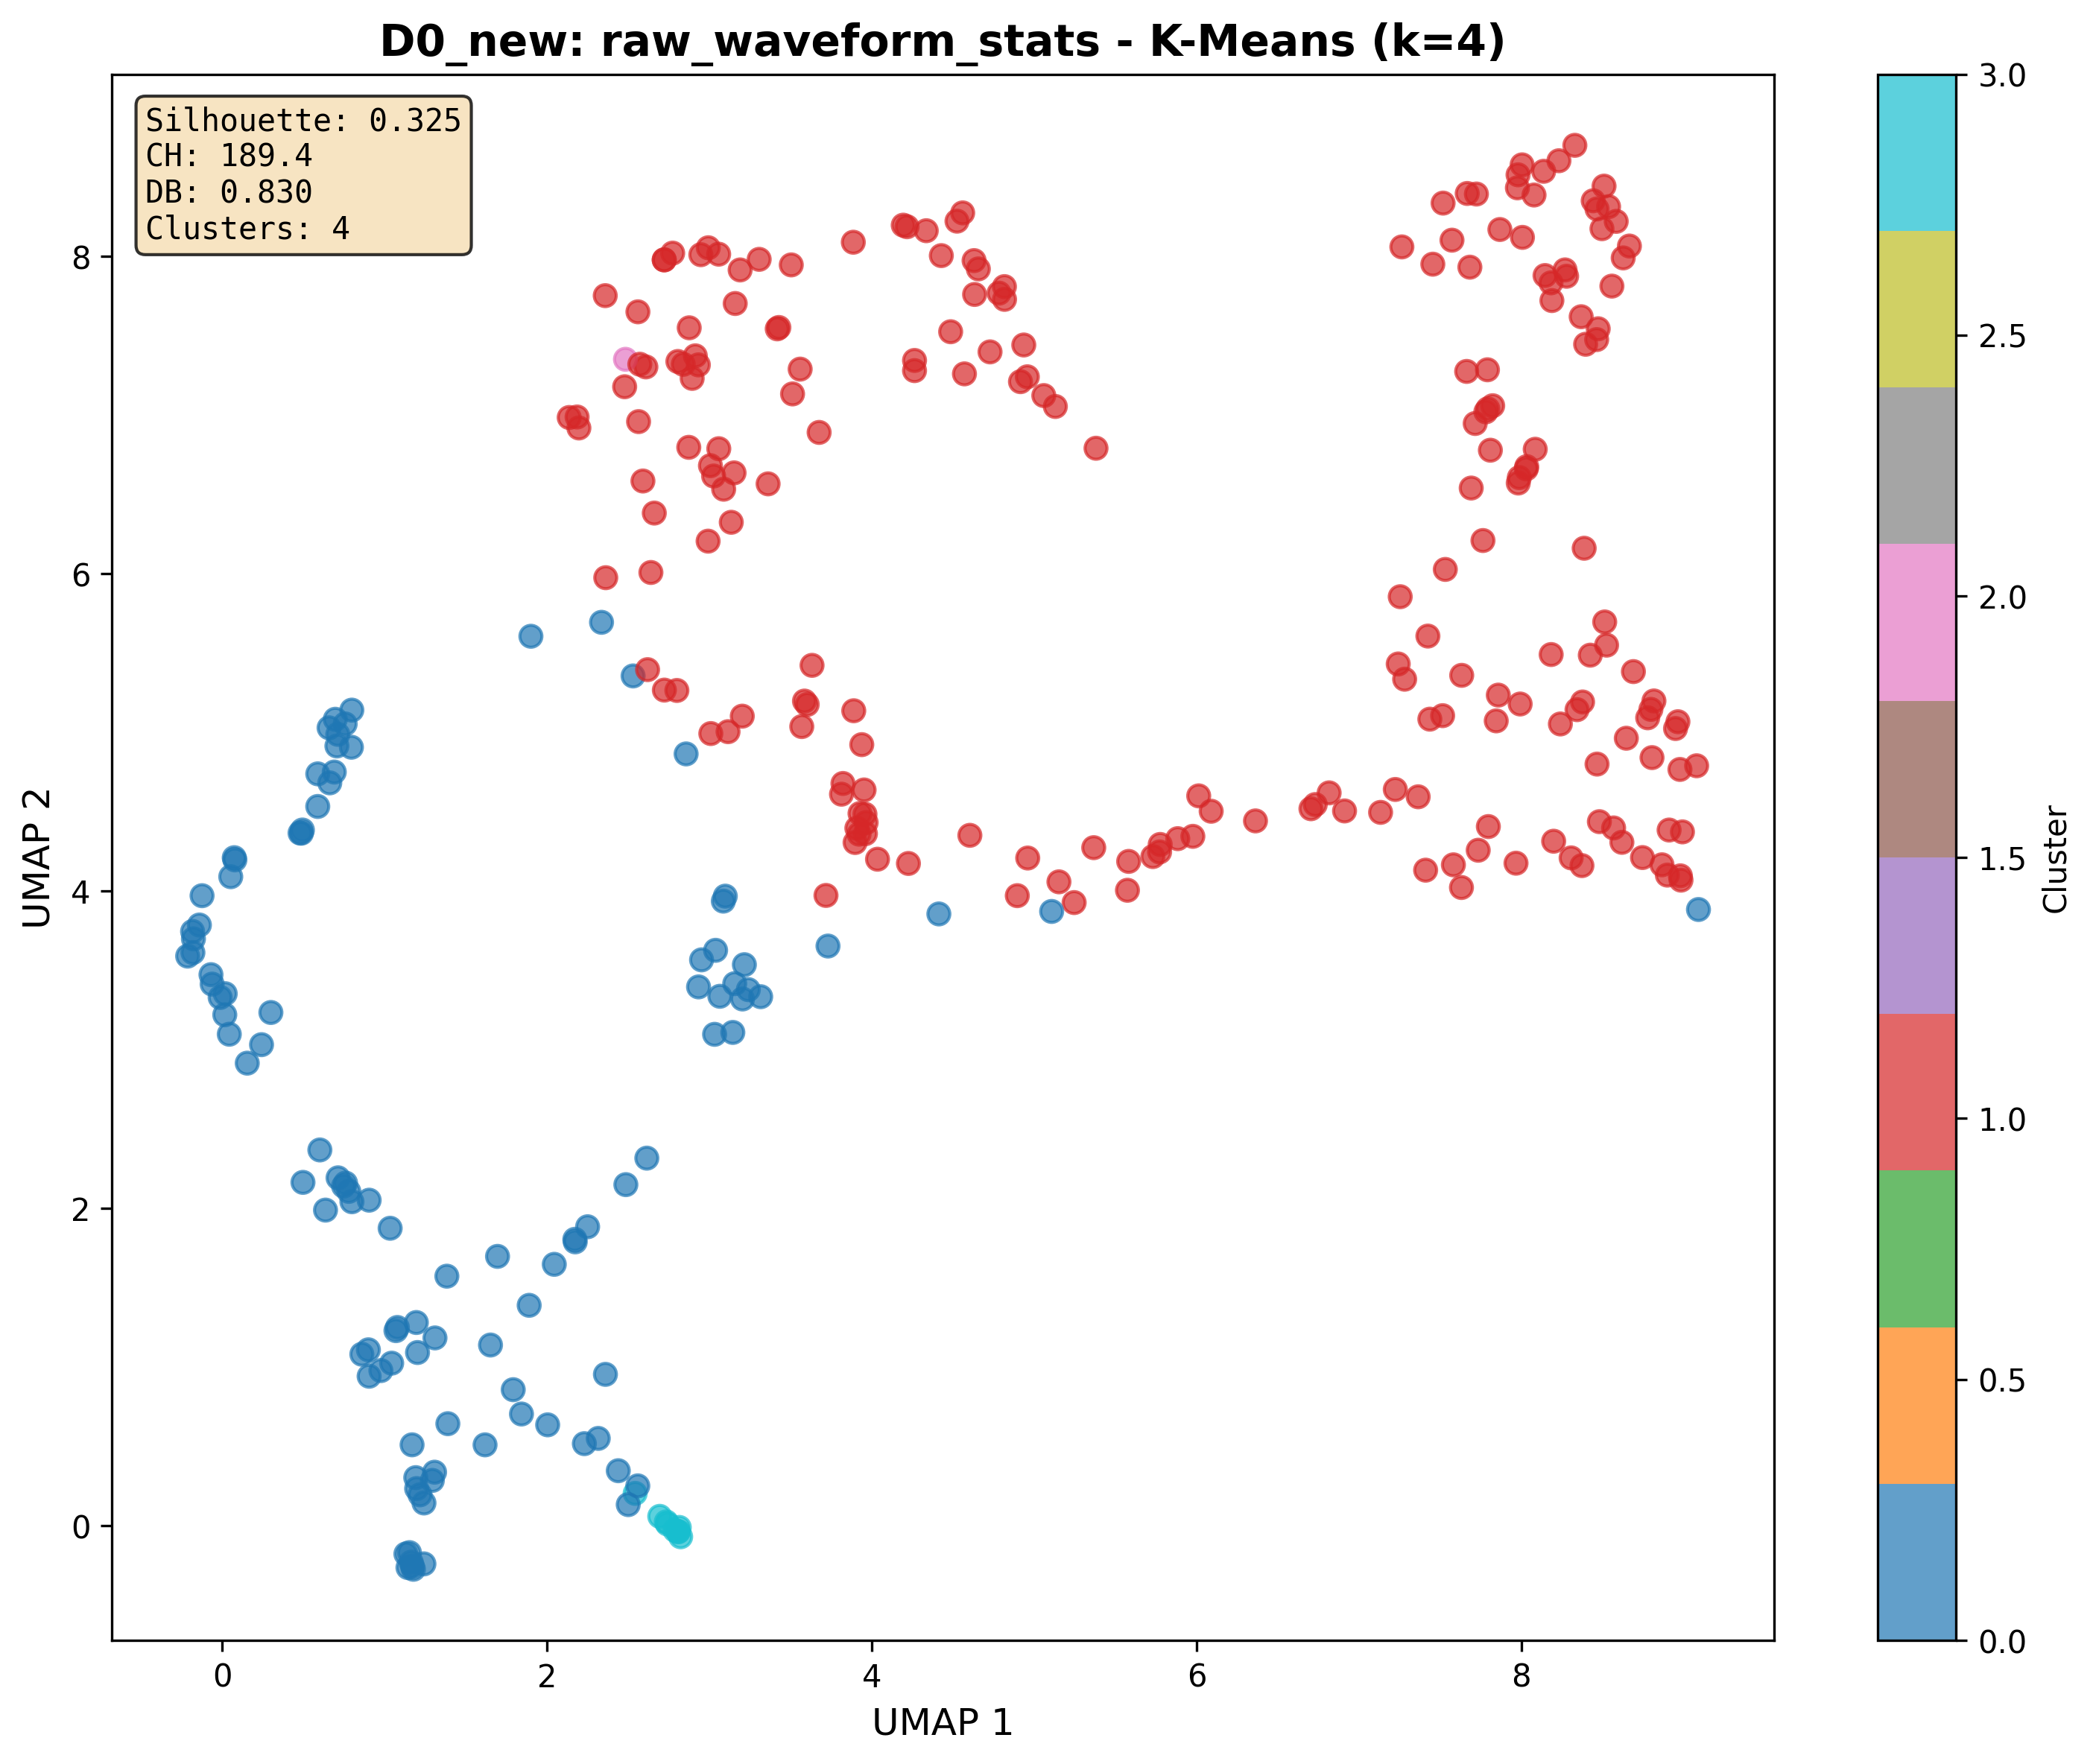 D0_new: raw_waveform_stats - K-Means (k=4)
Silhouette: 0.325
CH: 189.4
DB: 0.830
Clusters: 4
8
6
4
2
0
UMAP 2
0 2 4 6 8
UMAP 1
3.0
2.5
2.0
1.5
1.0
0.5
0.0
Cluster